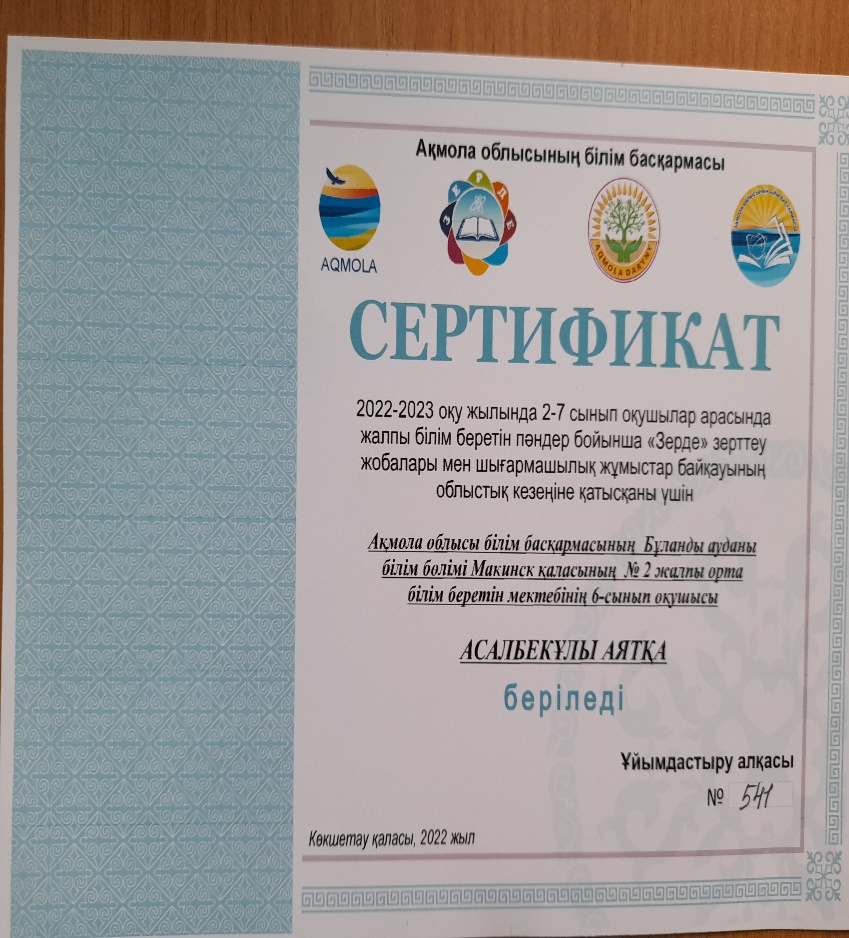 Ақмола облысының білім басқармасы
AQMOLA
ЗЕРДЕ
AQMOLA DARYNY
СЕРТИФИКАТ
2022-2023 оқу жылында 2-7 сынып оқушылар арасында
жалпы білім беретін пәндер бойынша «Зерде» зерттеу
жобалары мен шығармашылық жұмыстар байқауының
облыстық кезеңіне қатысқаны үшін
Ақмола облысы білім басқармасының Бұланды ауданы
білім бөлімі Макинск қаласының № 2 жалпы орта
білім беретін мектебінің 6-сынып оқушысы
АСАЛБЕКҰЛЫ АЯТҚА
беріледі
Ұйымдастыру алқасы
№ 541
Көкшетау қаласы, 2022 жыл